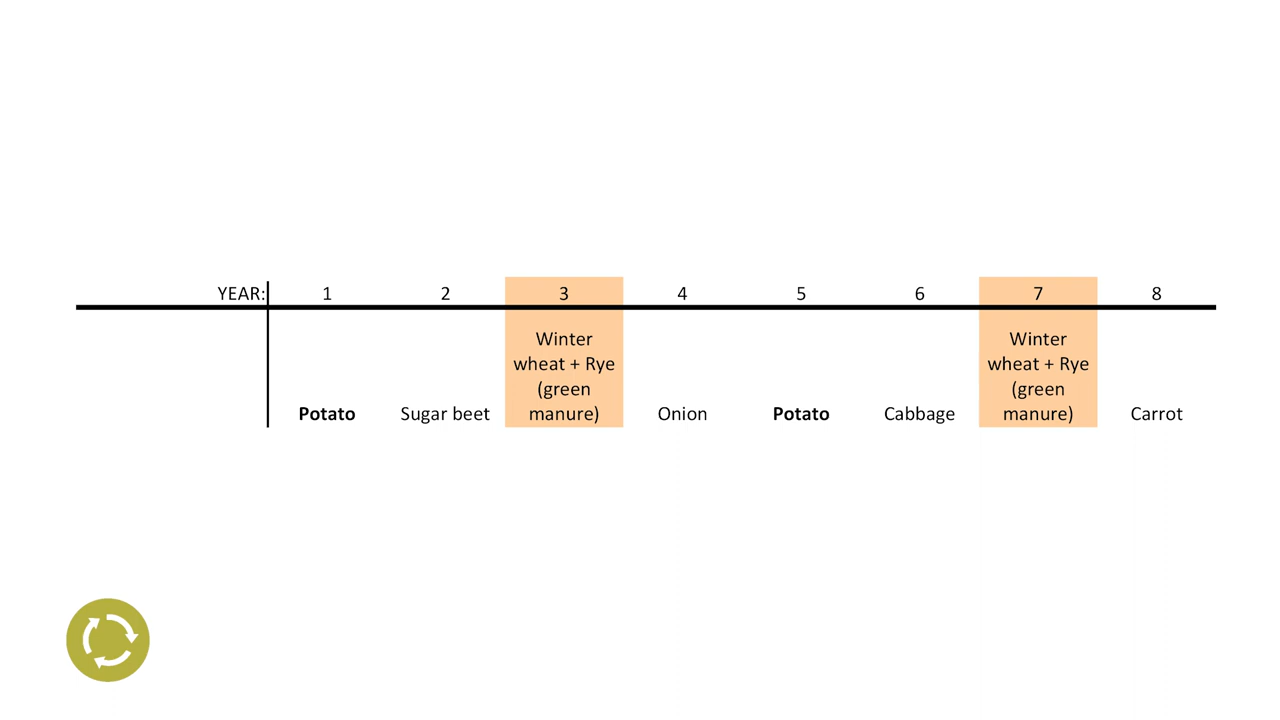 YEAR: 1 2 3 4 5 6 7 8
Winter Winter
wheat + Rye wheat + Rye
(green (green
Potato Sugar beet manure) Onion Potato Cabbage manure) Carrot